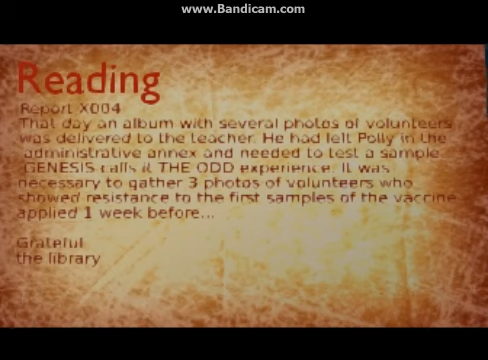 www.Bandicam.com
Reading
Report X004
That day an album with several photos of volunteers
was delivered to the teacher. He had left Polly in the
administrative annex and needed to test a sample
GENESIS calls it THE ODD experience. It was
necessary to gather 3 photos of volunteers who
showed resistance to the first samples of the vaccine
applied 1 week before...
Grateful
the library